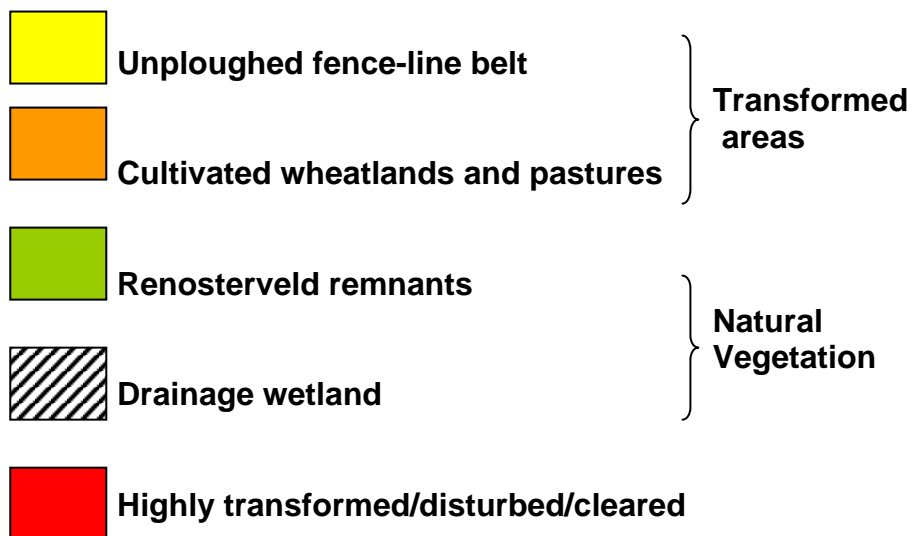 Unploughed fence-line belt
Transformed
areas
Cultivated wheatlands and pastures
Renosterveld remnants
Natural
Vegetation
Drainage wetland
Highly transformed/disturbed/cleared